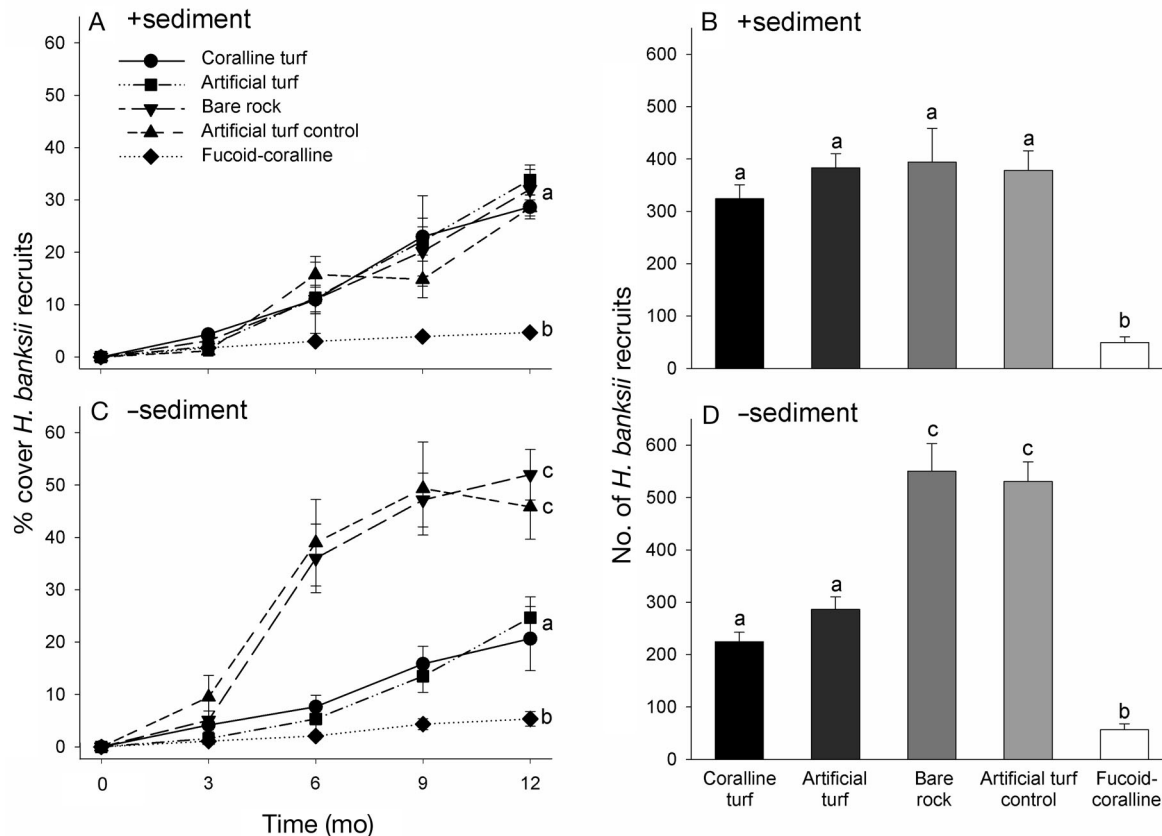 A +sediment
60
50
40
30
20
10
0
Coralline turf
Artificial turf
Bare rock
Artificial turf control
Fucoid-coralline
a
b
B +sediment
600
500
400
300
200
100
0
a
a
a
a
b
% cover H. banksii recruits
No. of H. banksii recruits
C –sediment
60
50
40
30
20
10
0
c
c
a
b
0 3 6 9 12
Time (mo)
D –sediment
600
500
400
300
200
100
0
a
a
c
c
b
Coralline turf
Artificial turf
Bare rock
Artificial turf control
Fucoid-coralline